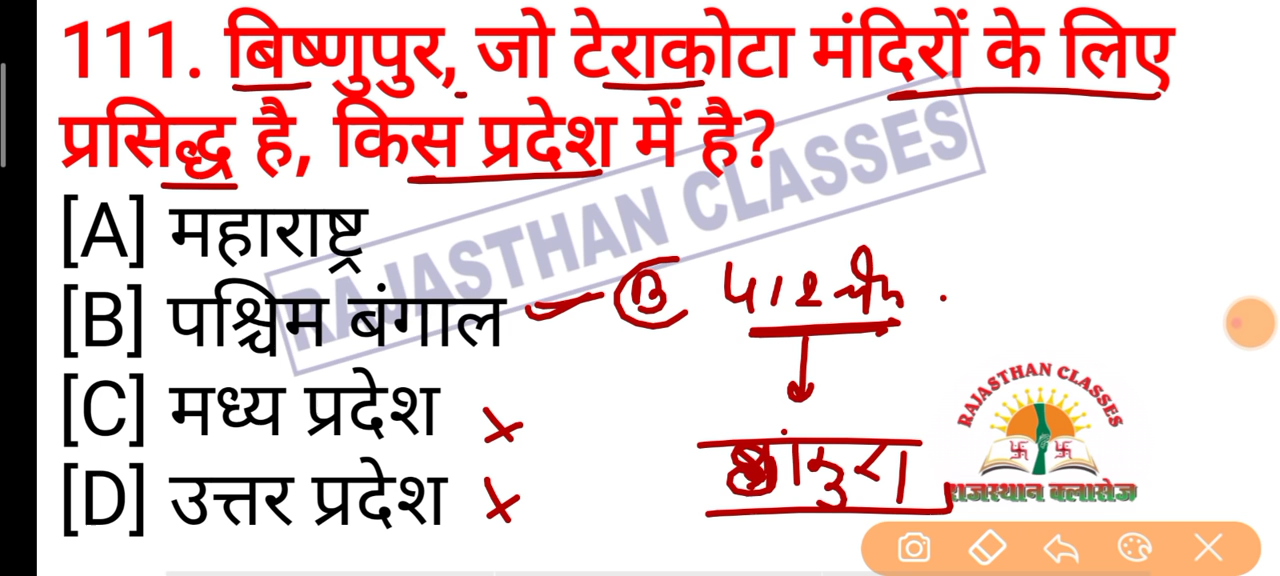 111. बिष्णुपुर, जो टेराकोटा मंदिरों के लिए
प्रसिद्ध है, किस प्रदेश में है?
[A] महाराष्ट्र
[B] पश्चिम बंगाल
B
[C] मध्य प्रदेश
[D] उत्तर प्रदेश
RAJASTHAN CLASSES
RAJASTHAN CLASSES
राजस्थान क्लासेज